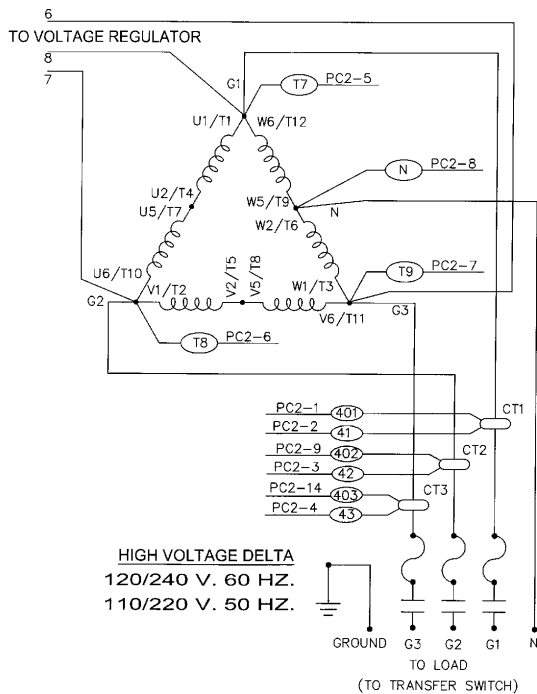 6
TO VOLTAGE REGULATOR
8
7
G1
T7 PC2-5
U1/T1 W6/T12
N PC2-8
U2/T4 W5/T9
U5/T7 W2/T6 N
T9 PC2-7
U6/T10 V2/T5 V5/T8 W1/T3
G2 V1/T2 V6/T11 G3
T8 PC2-6
PC2-1 401 CT1
PC2-2 41
PC2-9 402 CT2
PC2-3 42
PC2-14 403 CT3
PC2-4 43
HIGH VOLTAGE DELTA
120/240 V. 60 HZ.
110/220 V. 50 HZ.
GROUND G3 G2 G1 N
TO LOAD
(TO TRANSFER SWITCH)